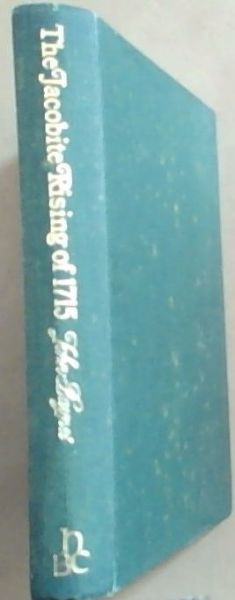 The Jacobite Rising of 1715 John Baynes